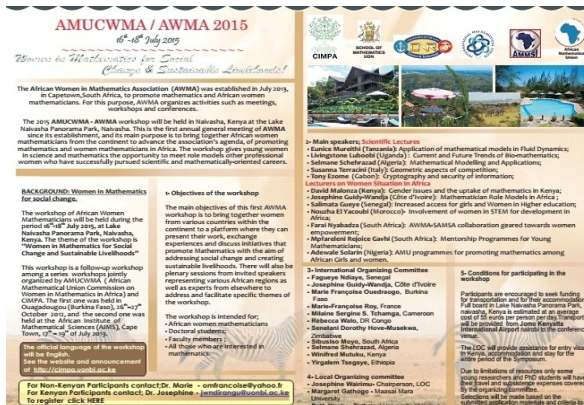 AMUCWMA / AWMA 2015
16th-18th July 2015
Women in Mathematics for Social
Change & Sustainable Livelihoods!
The African Women in Mathematics Association (AWMA) was established in July 2013,
in Capetown,South Africa, to promote mathematics and African women
mathematicians. For this purpose, AWMA organizes activities such as meetings,
workshops and conferences.
The 2015 AMUCWMA - AWMA workshop will be held in Naivasha, Kenya at the Lake
Naivasha Panorama Park, Naivasha. This is the first annual general meeting of AWMA
since its establishment, and its main purpose is to bring together African women
mathematicians from the continent to advance the association's agenda, of promoting
mathematics and women mathematicians in Africa. The workshop gives young women
in science and mathematics the opportunity to meet role models other professional
women who have successfully pursued scientific and mathematically-oriented careers.
BACKGROUND: Women in Mathematics
for social change.
The workshop of African Women
Mathematicians will be held during the
period 16th-18th July 2015, at Lake
Naivasha Panorama Park, Naivasha,
Kenya. The theme of the workshop is
"Women in Mathematics for Social
Change and Sustainable Livelihoods"
This workshop is a follow-up workshop
among a series workshops jointly
organized by AMUCWMA ( African
Mathematical Union Commission on
Women in Mathematics in Africa) and
CIMPA. The first one was held in
Ouagadougou (Burkina Faso), 26th-27th
October 2012, and the second one was
held at the African Institute of
Mathematical Sciences (AIMS), Cape
Town, 17th – 19th of July 2013.
The official language of the workshop
will be English.
See the website and announcement
at http://cimpa.uonbi.ac.ke
1- Objectives of the workshop
The main objectives of this first AWMA
workshop is to bring together women
from various countries within the
continent to a platform where they can
present their work, exchange
experiences and discuss initiatives that
promote Mathematics with the aim of
addressing social change and creating
sustainable livelihoods. There will also be
plenary sessions from invited speakers
representing various African regions as
well as experts from elsewhere to
address and facilitate specific themes of
the workshop.
The workshop is intended for;
African women mathematicians
Doctoral students;
Faculty members ;
All those who are interested in
mathematics.
For Non-Kenyan Participants contact;Dr. Marie - omfrancoise@yahoo.fr
For Kenyan Participants contact; Dr. Josephine - jwndirangu@uonbi.ac.ke
To register click HERE
CIMPA
SCHOOL OF
MATHEMATICS
UON
AMMSI
African
Mathematical
Union
2- Main speakers; Scientific Lectures
• Eunice Mureithi (Tanzania): Application of mathematical models in Fluid Dynamics;
• Livingstone Luboobi (Uganda) : Current and Future Trends of Bio-mathematics;
• Selmane Schehrazad (Algeria): Mathematical Modelling and Applications;
• Susanna Terracini (Italy): Geometric aspects of competition;
• Tony Ezome (Gabon): Cryptography and security of information;
Lecturers on Women Situation in Africa
• David Malonza (Kenya): Gender issues and the uptake of mathematics in Kenya;
• Josephine Guidy-Wandja (Côte d'Ivoire): Mathematician Role Models in Africa ;
• Salimata Gueye (Senegal): Increased access for girls and Women in Higher education;
• Nouzha El Yacoubi (Morocco)- Involvement of women in STEM for development in
Africa;
• Farai Nyabadza (South Africa): AWMA-SAMSA collaboration geared towards women
empowerment;
• Mpfareleni Rejoice Gavhi (South Africa): Mentorship Programmes for Young
Mathematicians;
• Adewale Solarin (Nigeria): AMU programmes for promoting mathematics among
African Girls and women.
3- International Organizing Committee
• Fagueye Ndiaye, Senegal
• Josephine Guidy-Wandja, Côte d'Ivoire
• Marie Françoise Ouedraogo, Burkina
Faso
• Marie-Françoise Roy, France
• Milaine Sergine S. Tchamga, Cameroon
• Rebecca Walo, DR Congo
• Senelani Dorothy Hove-Musekwa,
Zimbabwe
• Sibusiso Moyo, South Africa
• Selmane Shehrazad, Algeria
• Winifred Mutuku, Kenya
• Yirgalem Tsegaye, Ethiopia
4- Local Organizing committee
• Josephine Wairimu- Chairperson, LOC
• Margaret Gathogo - Maasai Mara
5- Conditions for participating in the
workshop
Participants are encouraged to seek funding
for transportation and for their accommodation.
Full board in Lake Naivasha Panorama Park,
naivasha, Kenya is estimated at an average
cost of 55 euros per person per day.Transport
will be provided from Jomo Kenyatta
International Airport nairobi to the conference
venue.
The LOC will provide assistance for entry visa
in Kenya, accommodation and stay for the
entire period of the Symposium.
Due to limitations of resources only some
young researchers and PhD students will have
their travel and subsistence expenses covered
by the organizing committee.
Selections will be made based on the
submitted application materials and criteria is